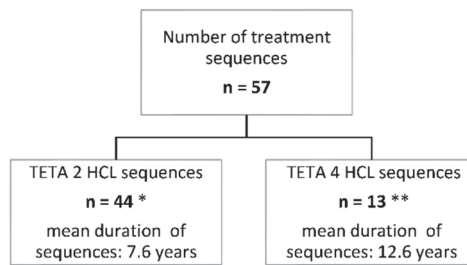 Number of treatment
sequences
n = 57
TETA 2 HCL sequences
n = 44 *
mean duration of
sequences: 7.6 years
TETA 4 HCL sequences
n = 13 **
mean duration of
sequences: 12.6 years